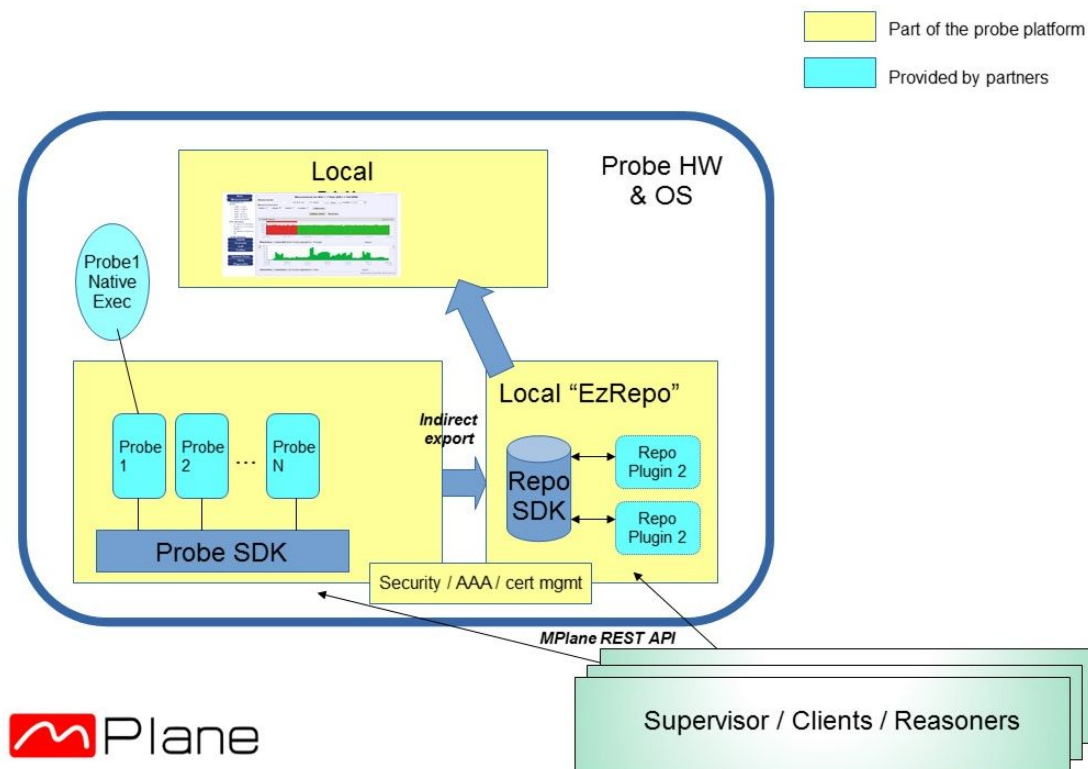 Part of the probe platform
Provided by partners
Local
Probe HW
& OS
Probe1
Native
Exec
Local “EzRepo”
Indirect
export
Probe
1
Probe
2
...
Probe
N
Repo
SDK
Repo
Plugin 2
Repo
Plugin 2
Probe SDK
Security / AAA / cert mgmt
MPlane REST API
Supervisor / Clients / Reasoners
mPlane